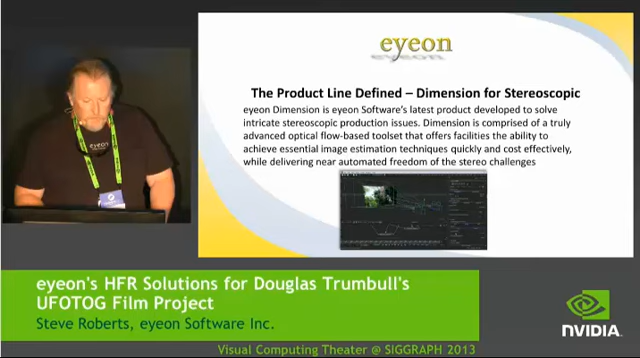 eyeon
The Product Line Defined – Dimension for Stereoscopic
eyeon Dimension is eyeon Software's latest product developed to solve
intricate stereoscopic production issues. Dimension is comprised of a truly
advanced optical flow-based toolset that offers facilities the ability to
achieve essential image estimation techniques quickly and cost effectively,
while delivering near automated freedom of the stereo challenges
eyeon
eyeon's HFR Solutions for Douglas Trumbull's
UFOTOG Film Project
Steve Roberts, eyeon Software Inc.
NVIDIA
Visual Computing Theater @ SIGGRAPH 2013